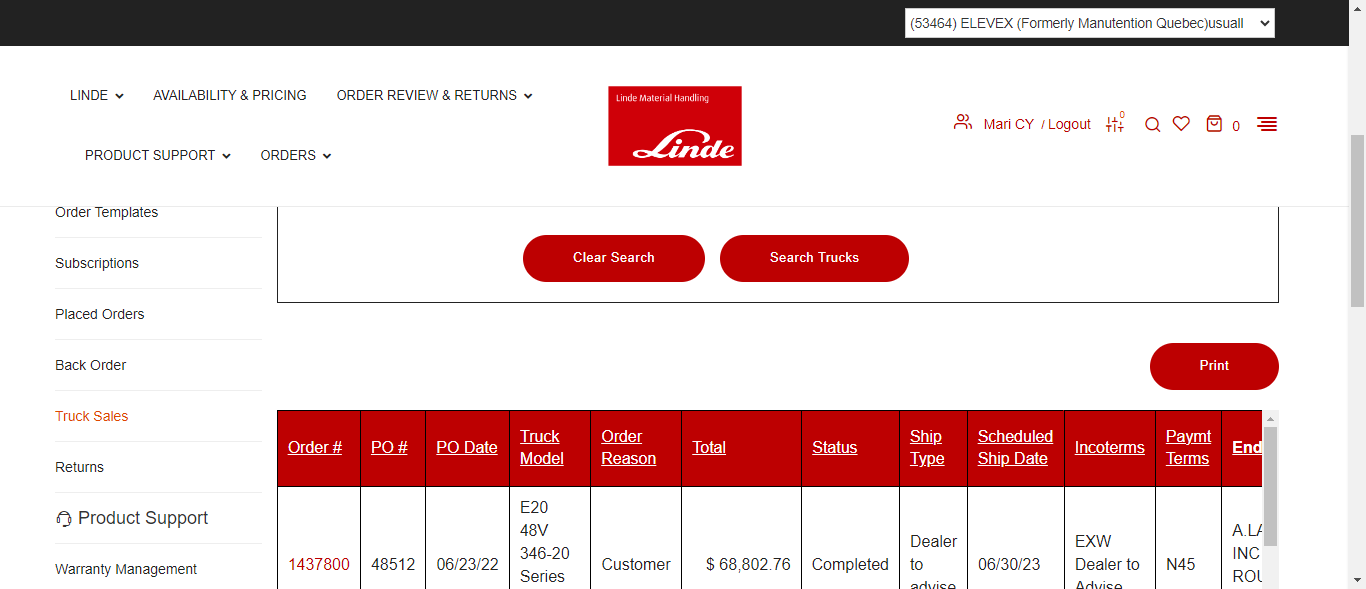 (53464) ELEVEX (Formerly Manutention Quebec)usuall
LINDE
AVAILABILITY & PRICING
ORDER REVIEW & RETURNS
PRODUCT SUPPORT
ORDERS
Linde Material Handling
Linde
Mari CY / Logout
0
0
Order Templates
Subscriptions
Placed Orders
Back Order
Truck Sales
Returns
Product Support
Warranty Management
Clear Search
Search Trucks
Print
Order #
PO #
PO Date
Truck
Model
Order
Reason
Total
Status
Ship
Type
Scheduled
Ship Date
Incoterms
Paymt
Terms
End
1437800
48512
06/23/22
E20
48V
346-20
Series
Customer
$ 68,802.76
Completed
Dealer
to
advise
06/30/23
EXW
Dealer to
Advise
N45
A.LA
INC
ROU